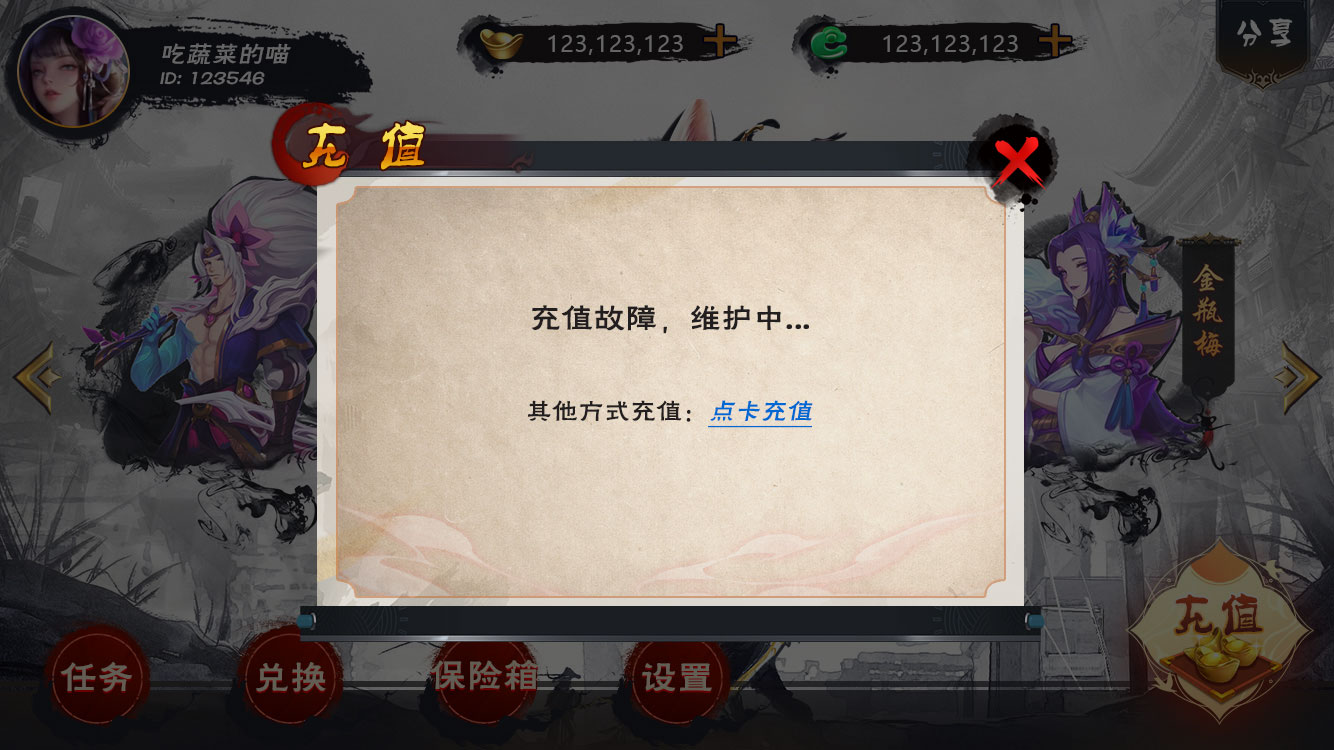 吃蔬菜的喵
ID: 123546
123,123,123
123,123,123
分享
充值
充值故障，维护中...
其他方式充值：点卡充值
金瓶梅
充值
任务
兑换
保险箱
设置